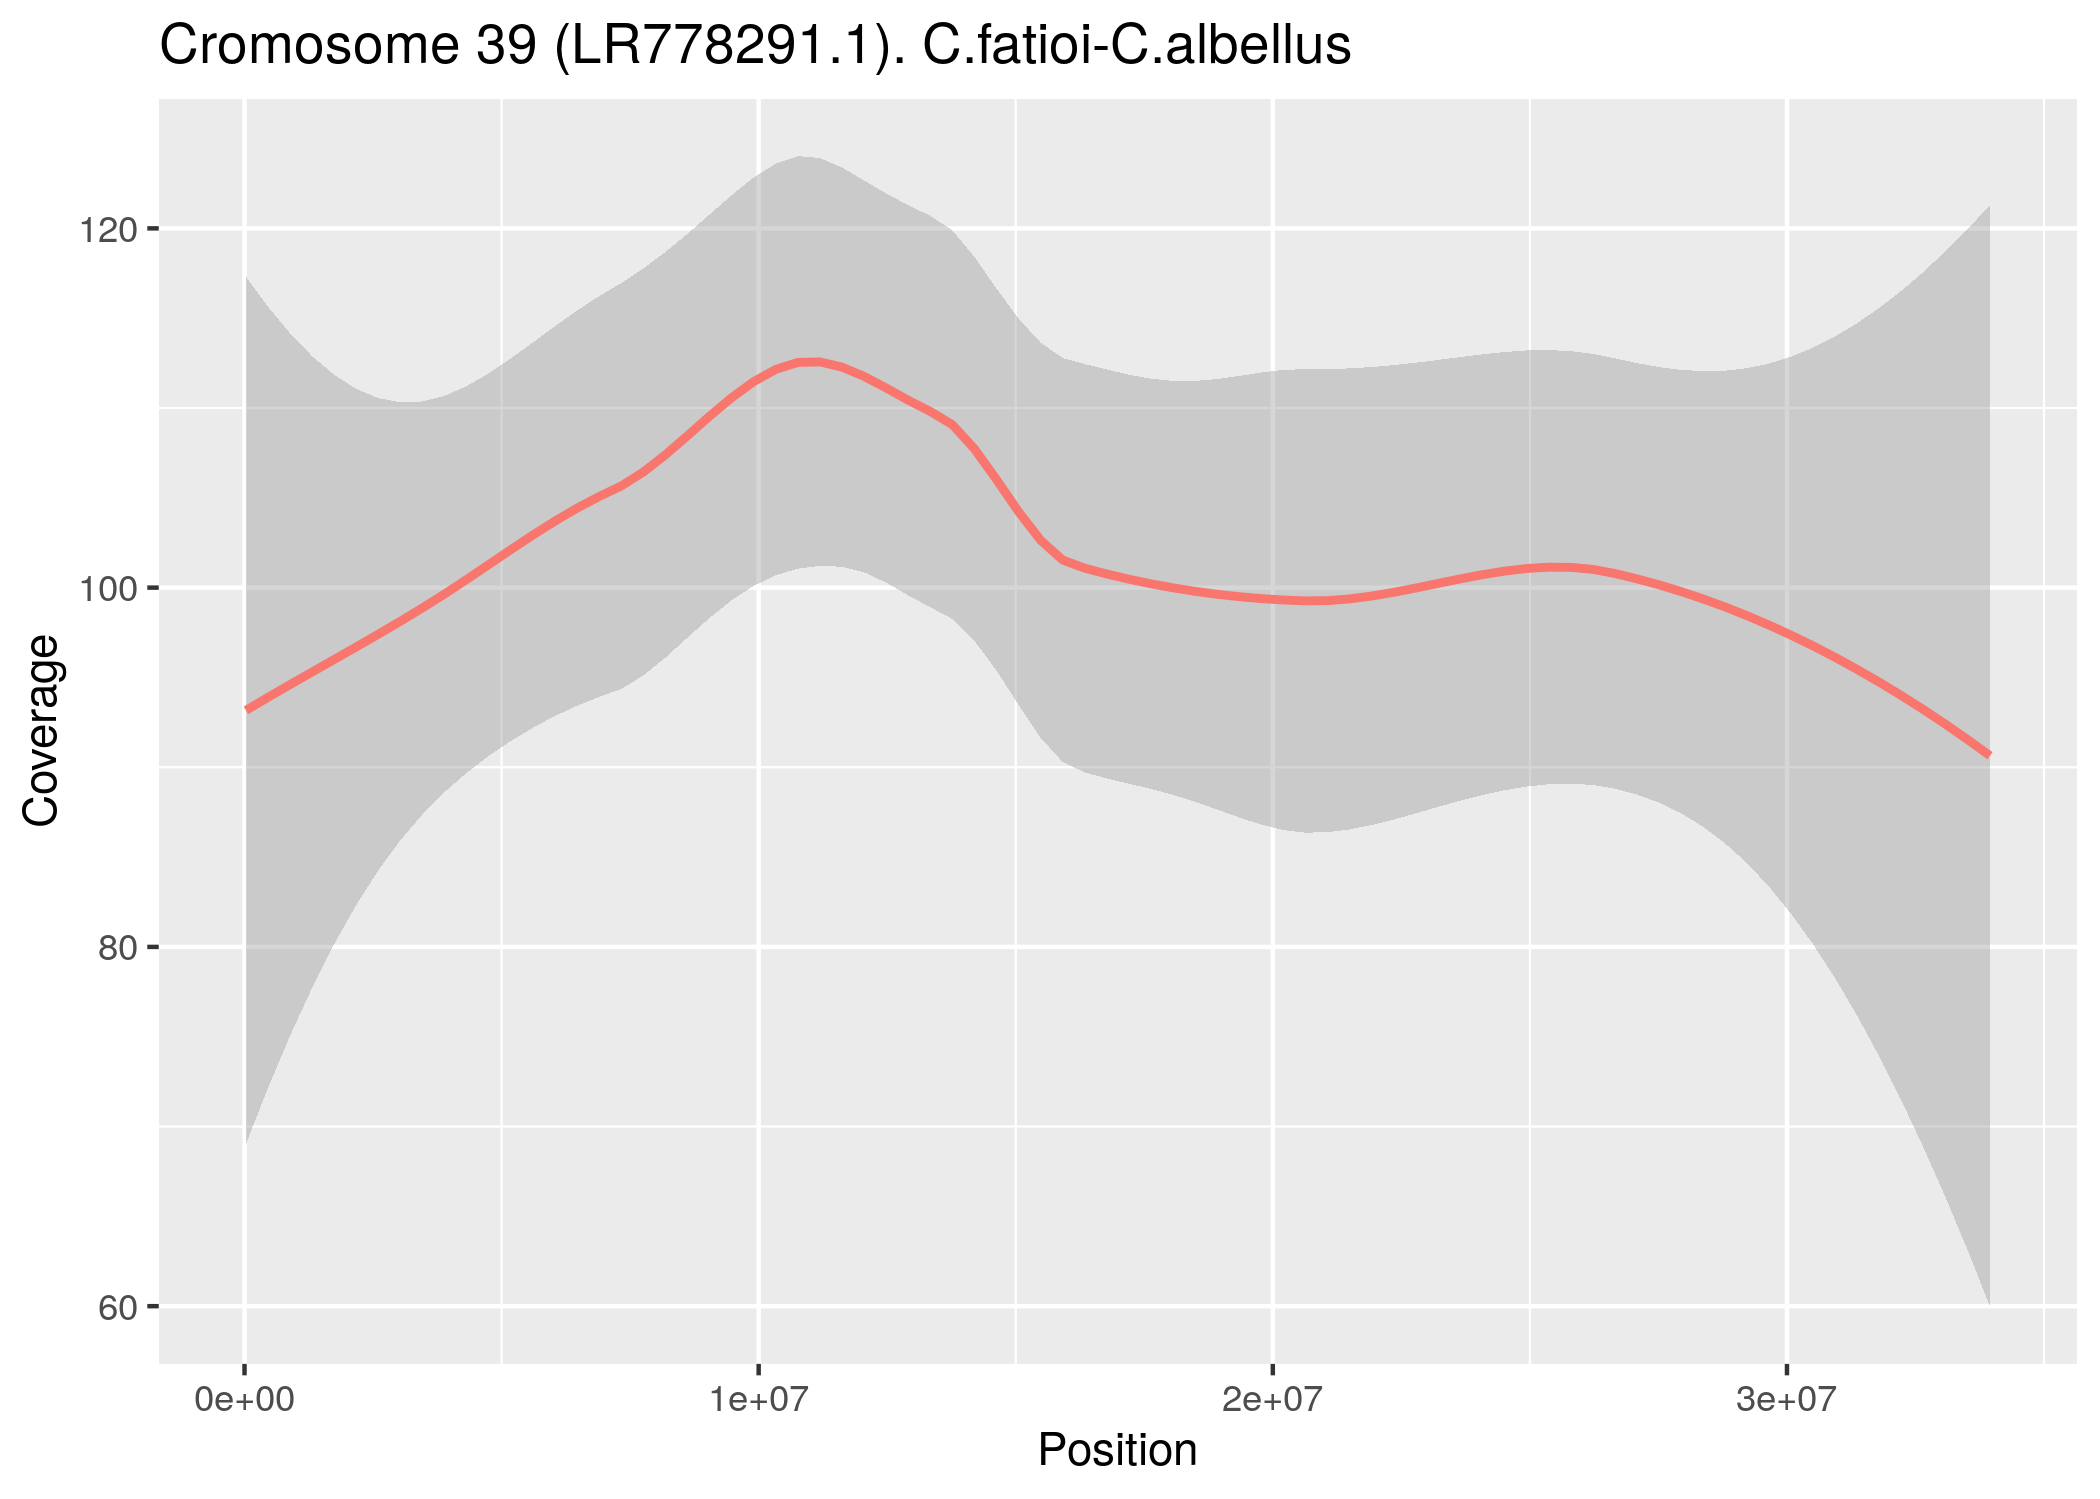 Cromosome 39 (LR778291.1). C.fatioi-C.albellus
120
100
80
60
Coverage
0e+00 1e+07 2e+07 3e+07
Position